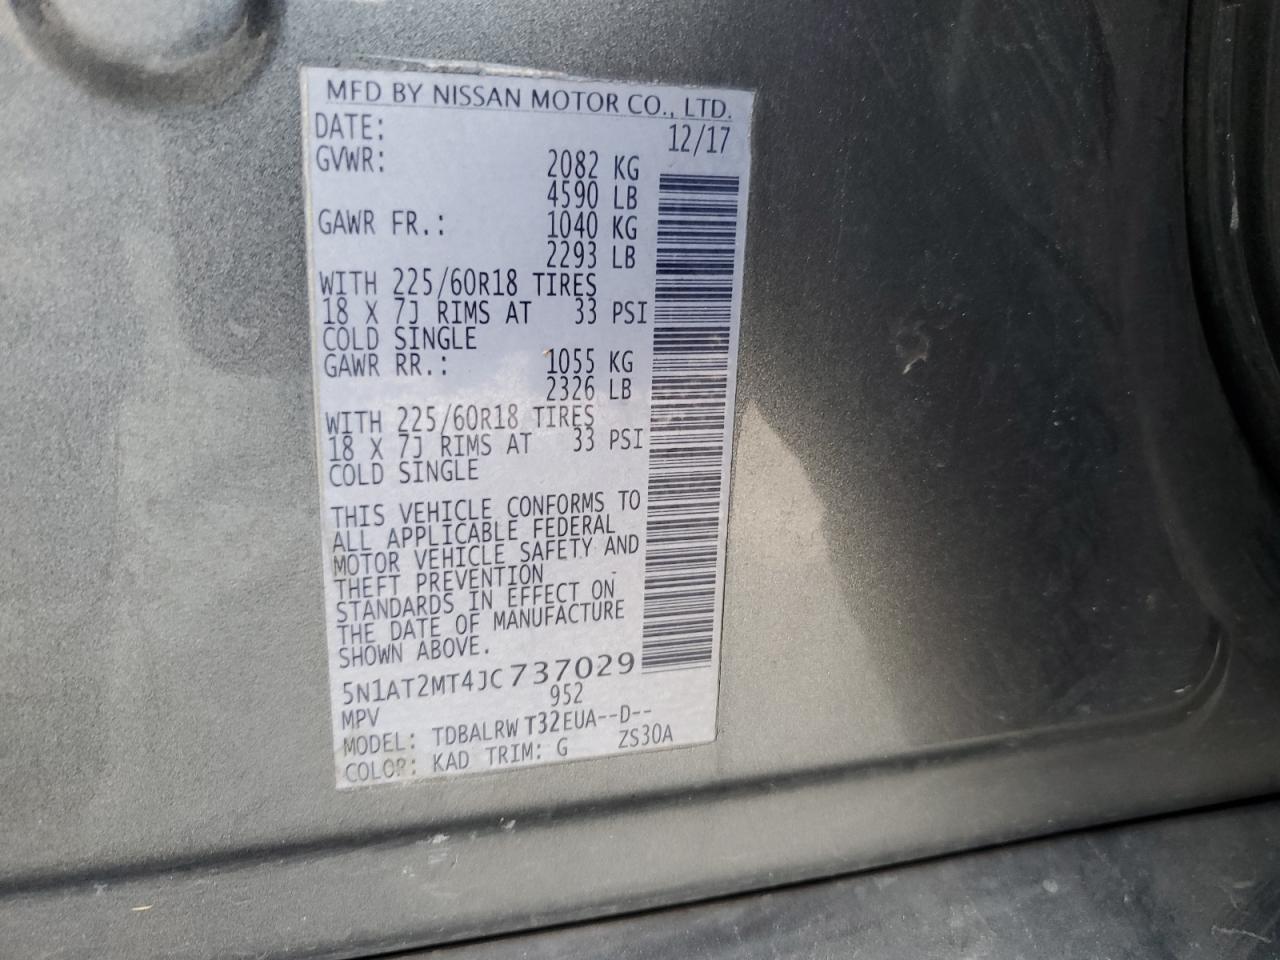 MFD BY NISSAN MOTOR CO., LTD.
DATE: 12/17
GVWR: 2082 KG
4590 LB
GAWR FR.: 1040 KG
2293 LB
WITH 225/60R18 TIRES
18 X 7J RIMS AT 33 PSI
COLD SINGLE
GAWR RR.: 1055 KG
2326 LB
WITH 225/60R18 TIRES
18 X 7J RIMS AT 33 PSI
COLD SINGLE
THIS VEHICLE CONFORMS TO
ALL APPLICABLE FEDERAL
MOTOR VEHICLE SAFETY AND
THEFT PREVENTION
STANDARDS IN EFFECT ON
THE DATE OF MANUFACTURE
SHOWN ABOVE.
5N1AT2MT4JC737029
MPV 952
MODEL: TDBALRW T32EUA--D--
COLOR: KAD TRIM: G ZS30A